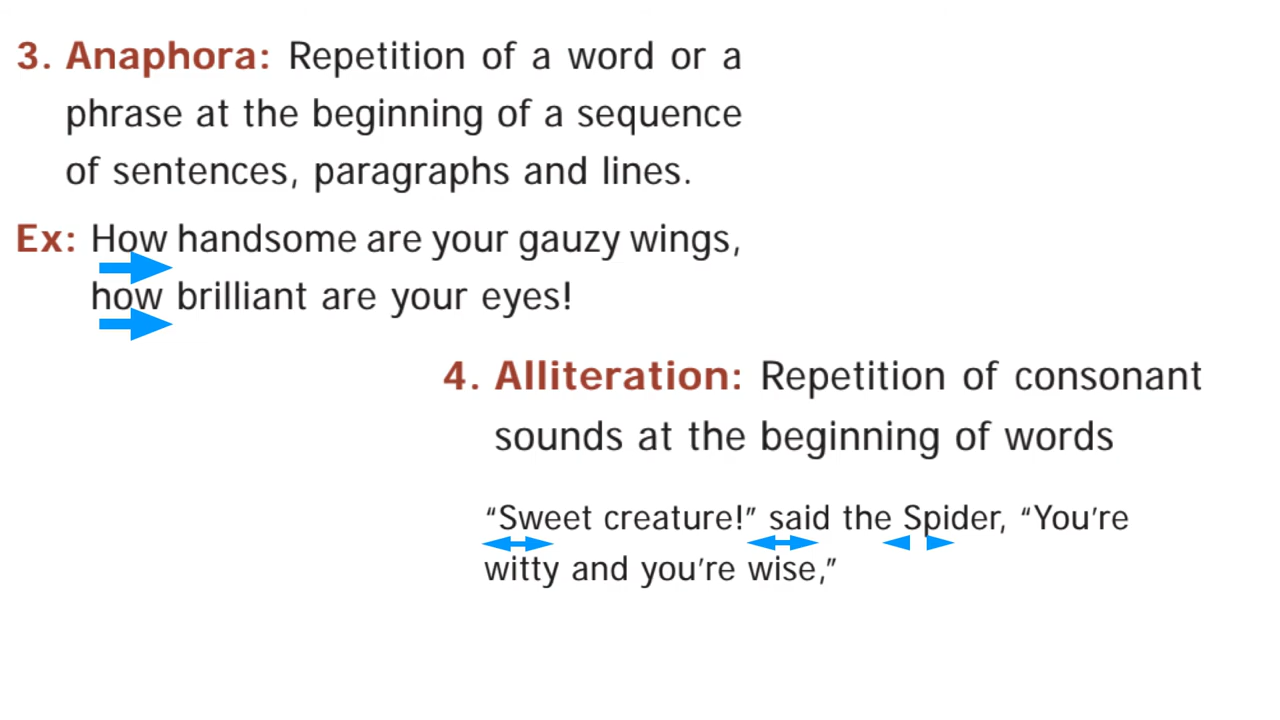 3. Anaphora: Repetition of a word or a
phrase at the beginning of a sequence
of sentences, paragraphs and lines.
Ex: How handsome are your gauzy wings,
how brilliant are your eyes!
4. Alliteration: Repetition of consonant
sounds at the beginning of words
“Sweet creature!” said the Spider, “You’re
witty and you’re wise,”